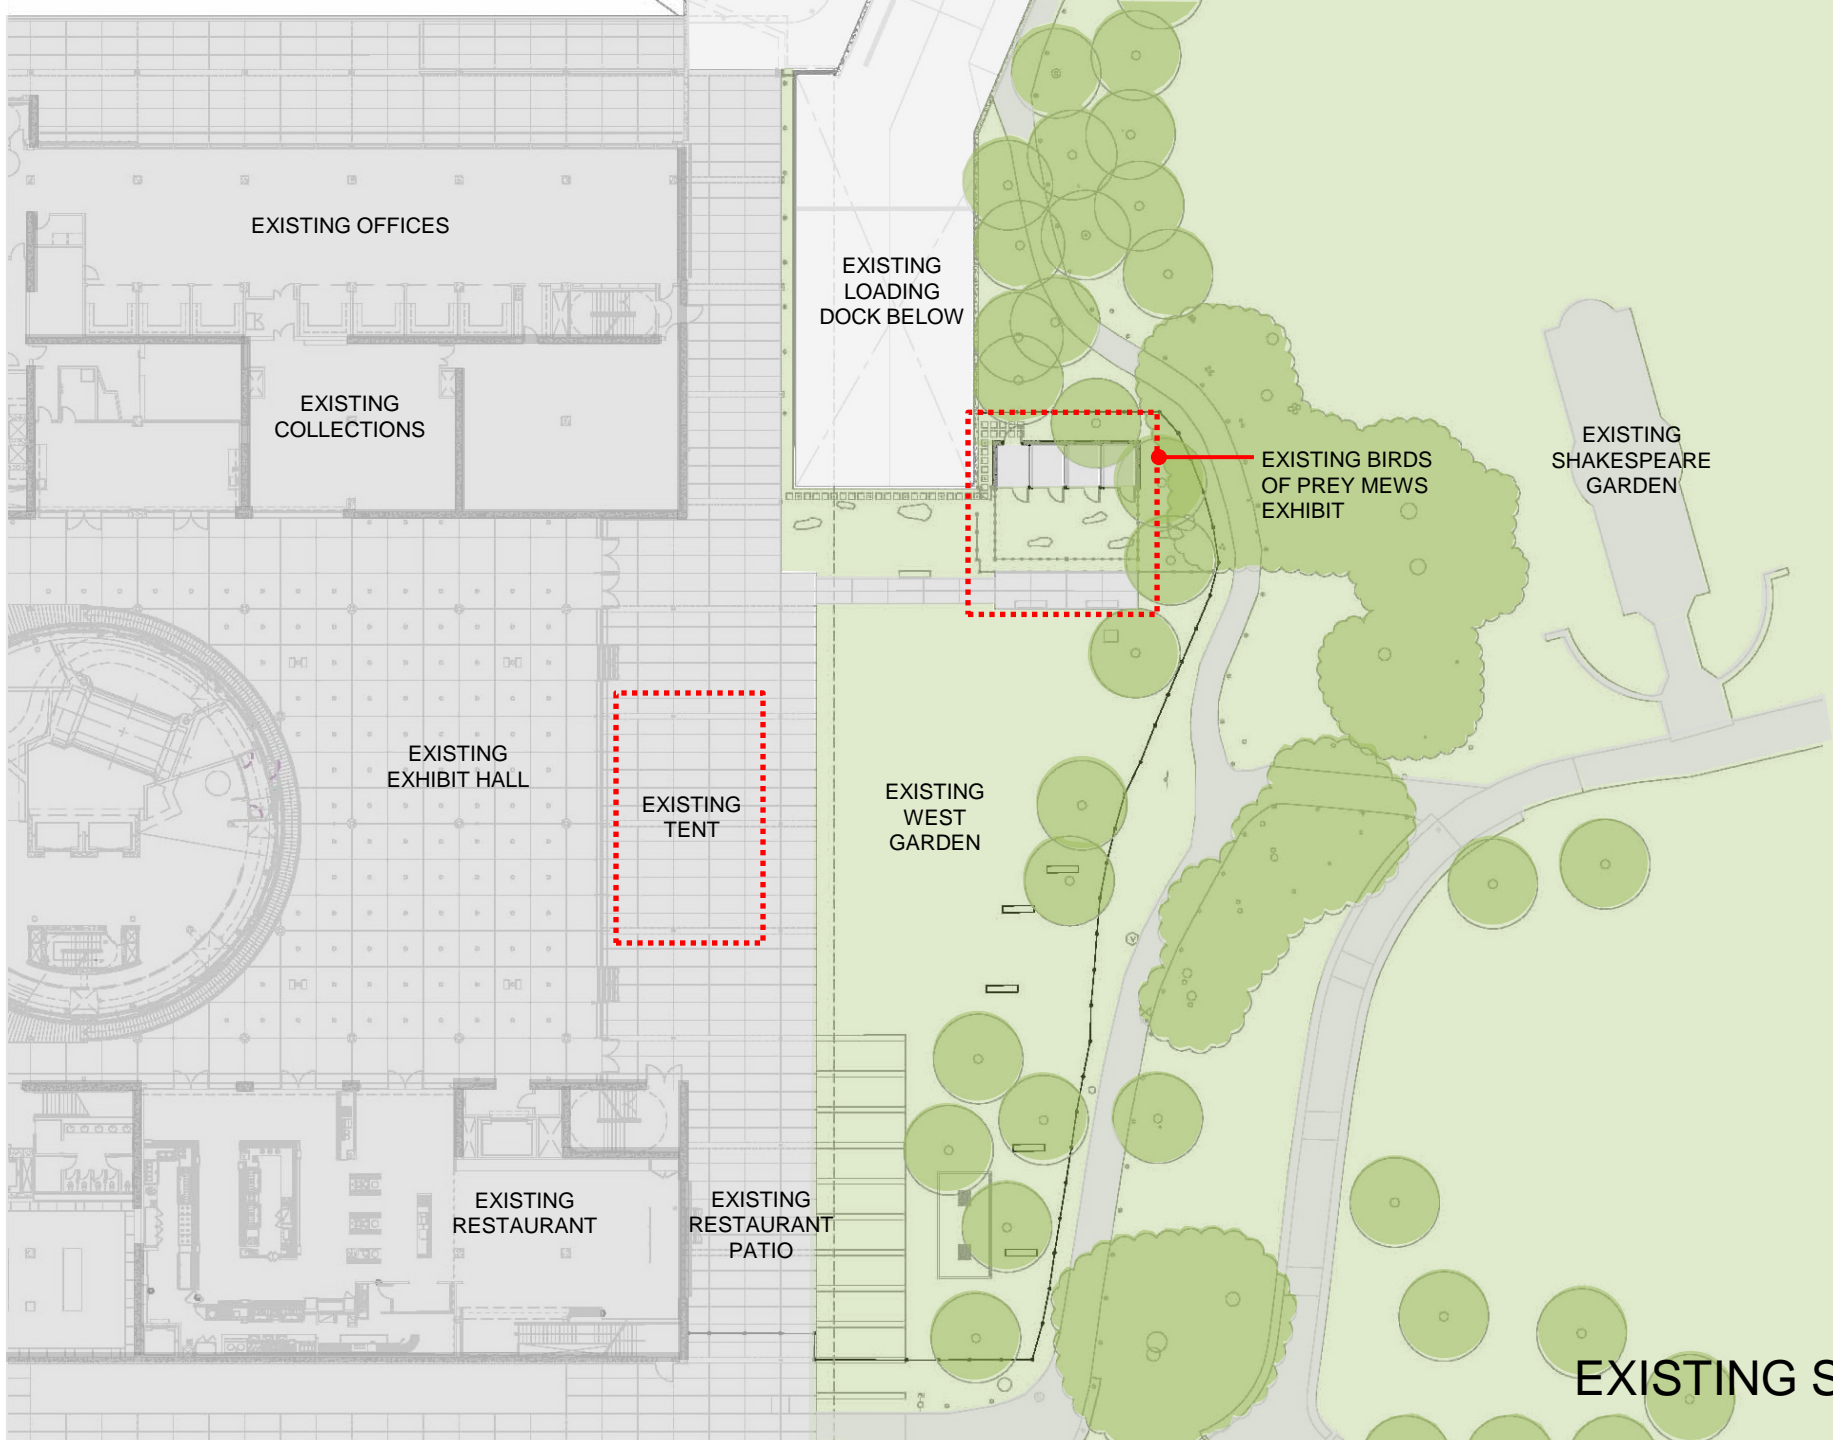 EXISTING OFFICES
EXISTING
LOADING
DOCK BELOW
EXISTING
COLLECTIONS
EXISTING BIRDS
OF PREY MEWS
EXHIBIT
EXISTING
SHAKESPEARE
GARDEN
EXISTING
EXHIBIT HALL
EXISTING
TENT
EXISTING
WEST
GARDEN
EXISTING
RESTAURANT
EXISTING
RESTAURANT
PATIO
EXISTING S